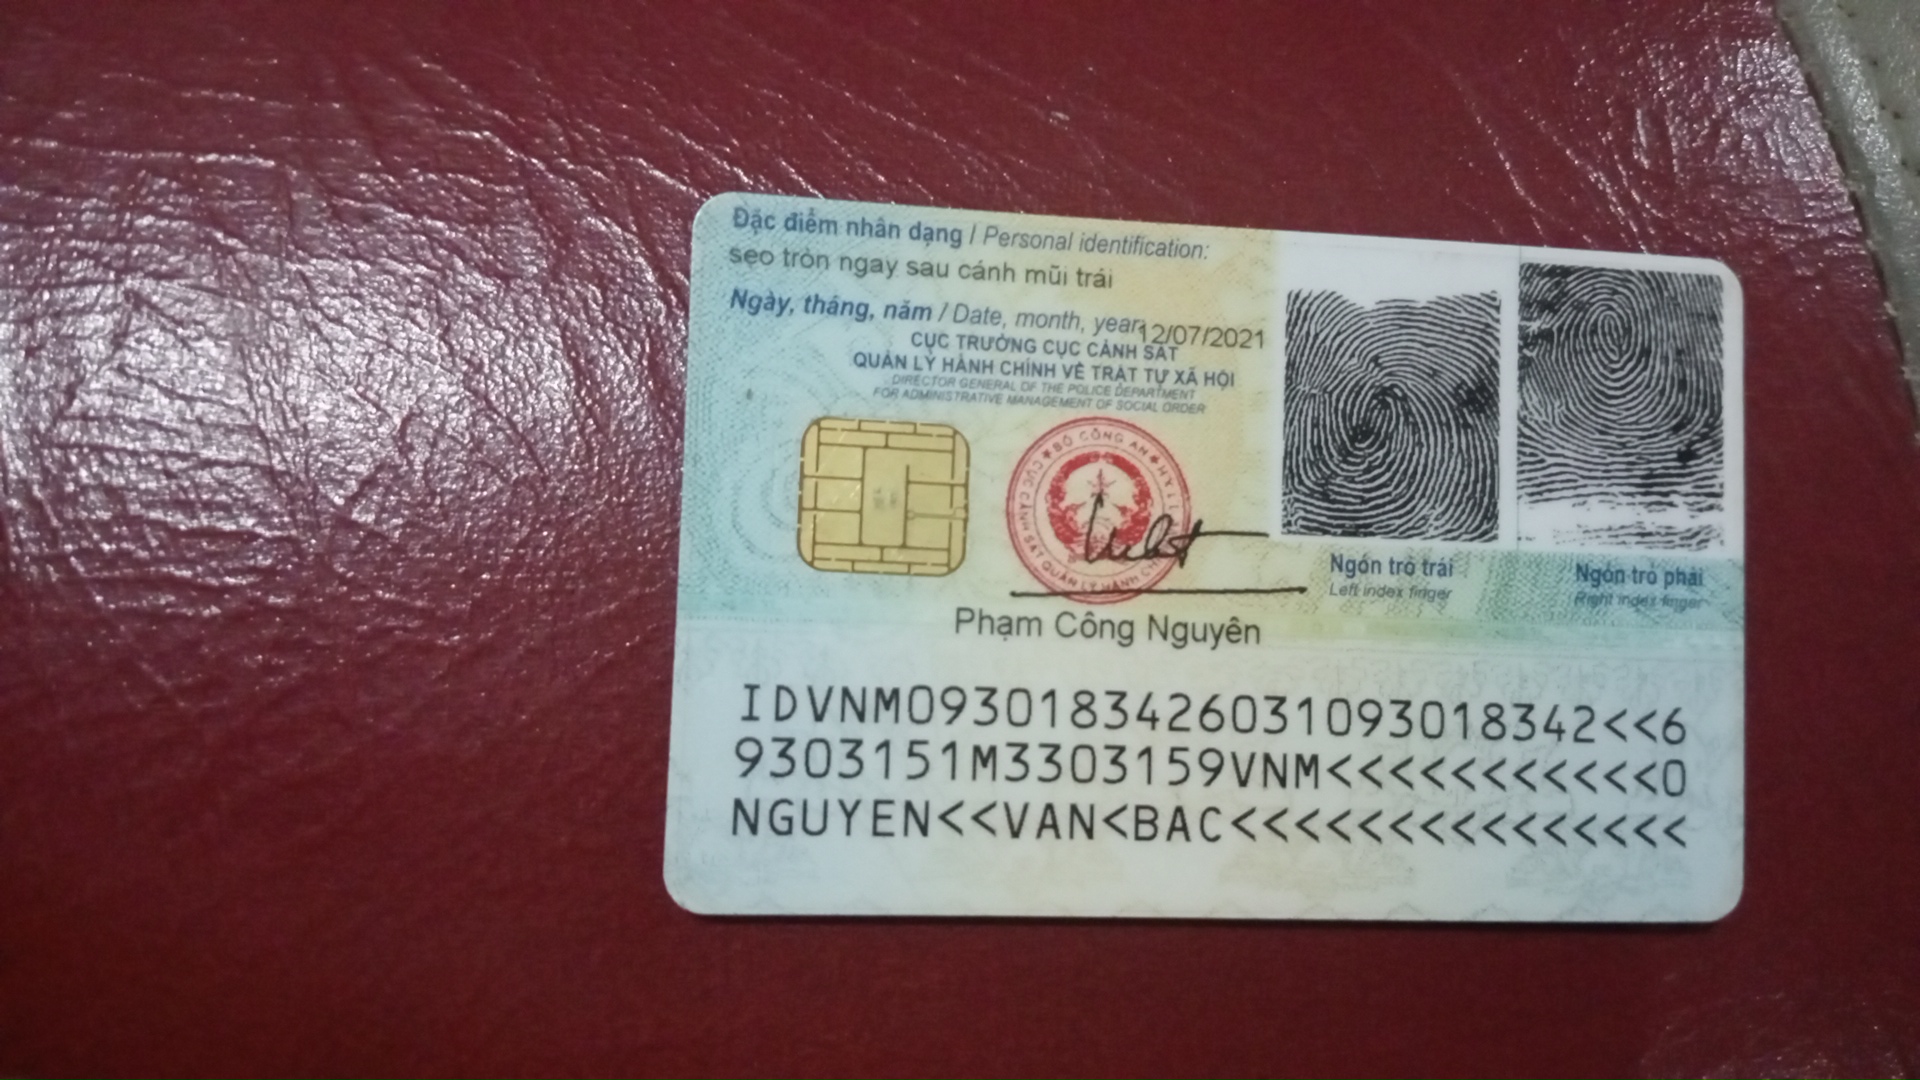 Đặc điểm nhân dạng / Personal identification:
sẹo tròn ngay sau cánh mũi trái
Ngày, tháng, năm / Date, month, year: 12/07/2021
CỤC TRƯỞNG CỤC CẢNH SÁT
QUẢN LÝ HÀNH CHÍNH VỀ TRẬT TỰ XÃ HỘI
DIRECTOR GENERAL OF THE POLICE DEPARTMENT
FOR ADMINISTRATIVE MANAGEMENT OF SOCIAL ORDER
BỘ CÔNG AN
CỤC CẢNH SÁT QUẢN LÝ HÀNH CH
Ngón trỏ trái
Left index finger
Ngón trỏ phải
Right index finger
Phạm Công Nguyên
IDVNM0930183426031093018342<<6
9303151M3303159VNM<<<<<<<<<<<0
NGUYEN<<VAN<BAC<<<<<<<<<<<<<<<